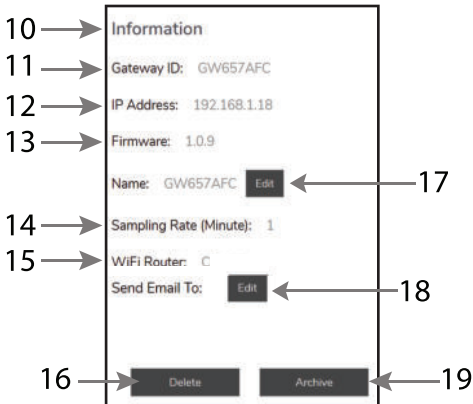 10 Information
11 Gateway ID: GW657AFC
12 IP Address: 192.168.1.18
13 Firmware: 1.0.9
Name: GW657AFC Edit 17
14 Sampling Rate (Minute): 1
15 WiFi Router: C
Send Email To: Edit 18
16 Delete Archive 19